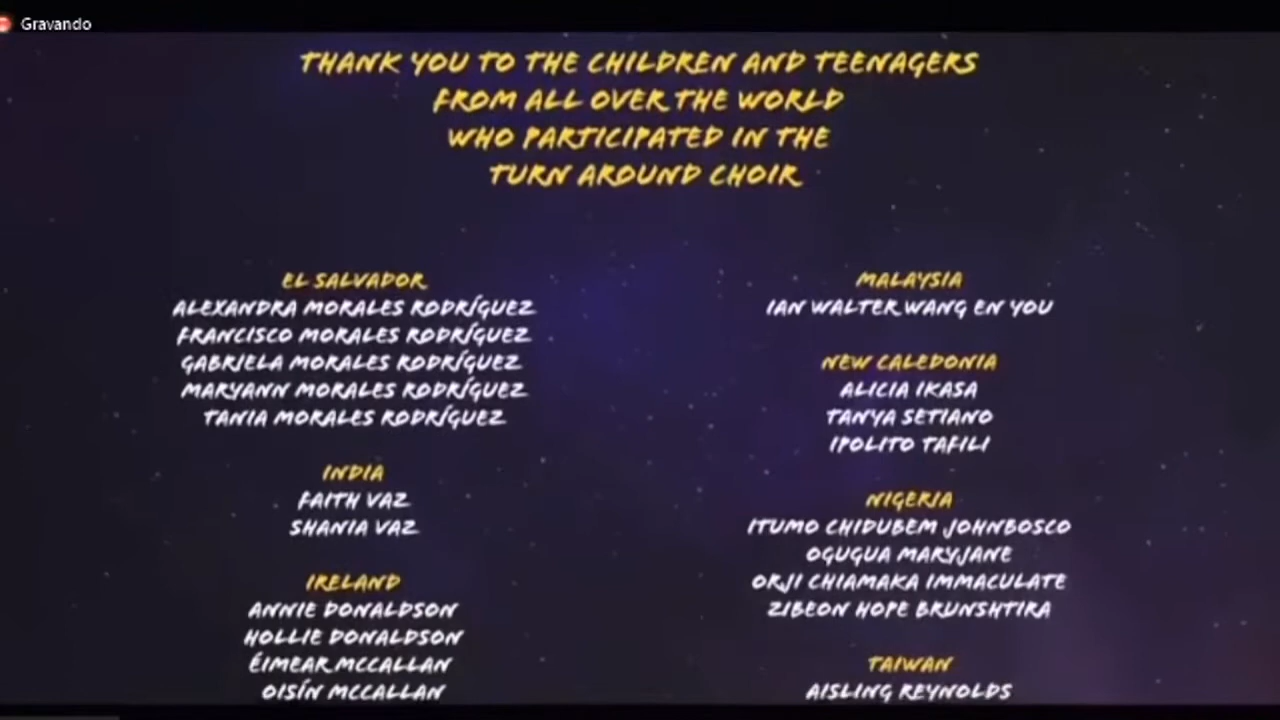 Gravando
THANK YOU TO THE CHILDREN AND TEENAGERS
FROM ALL OVER THE WORLD
WHO PARTICIPATED IN THE
TURN AROUND CHOIR
EL SALVADOR
ALEXANDRA MORALES RODRÍGUEZ
FRANCISCO MORALES RODRÍGUEZ
GABRIELA MORALES RODRÍGUEZ
MARYANN MORALES RODRÍGUEZ
TANIA MORALES RODRÍGUEZ
INDIA
FAITH VAZ
SHANIA VAZ
IRELAND
ANNIE DONALDSON
HOLLIE DONALDSON
ÉIMEAR MCCALLAN
OISÍN MCCALLAN
MALAYSIA
IAN WALTER WANG EN YOU
NEW CALEDONIA
ALICIA IKASA
TANYA SETIANO
IPOLITO TAFILI
NIGERIA
ITUMO CHIDUBEM JOHNBOSCO
OGUGUA MARYJANE
ORJI CHIAMAKA IMMACULATE
ZIBEON HOPE BRUNSHTIRA
TAIWAN
AISLING REYNOLDS